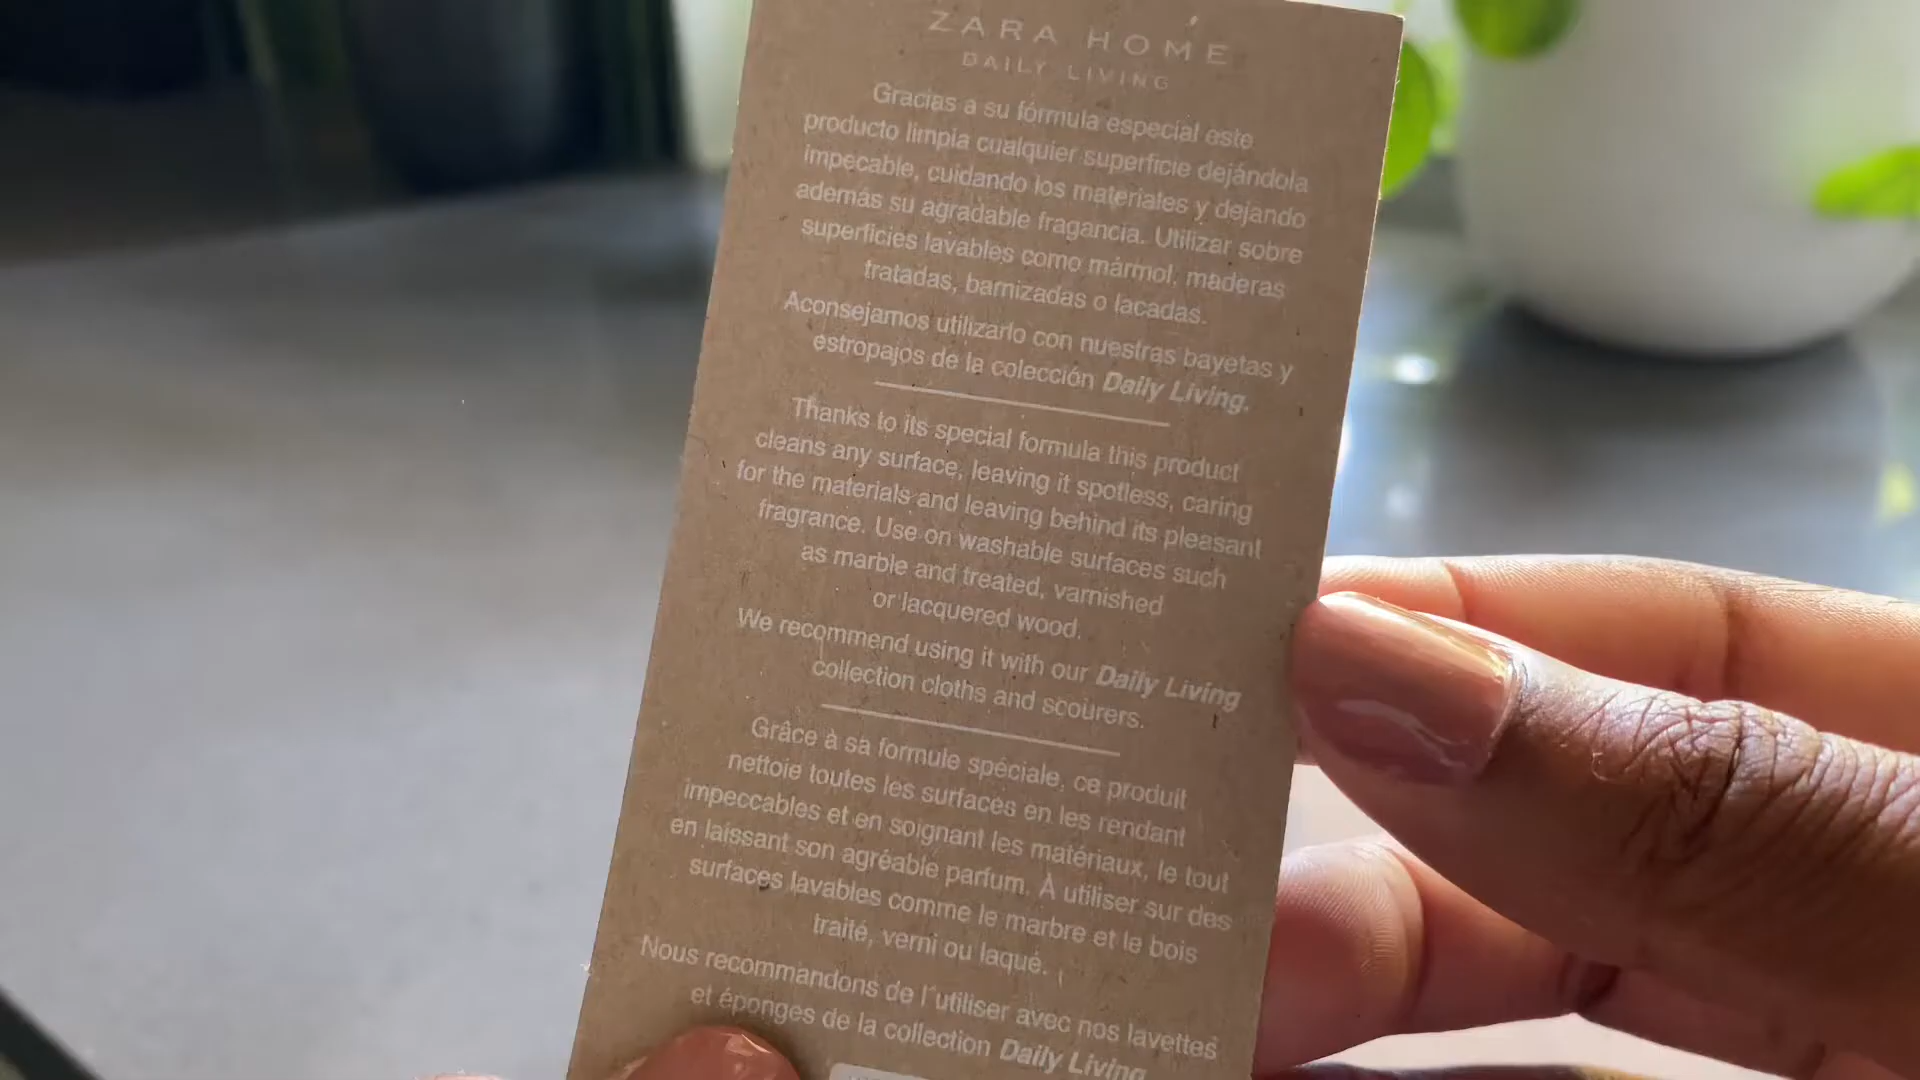 ZARA HOME
DAILY LIVING
Gracias a su fórmula especial este
producto limpia cualquier superficie dejándola
impecable, cuidando los materiales y dejando
además su agradable fragancia. Utilizar sobre
superficies lavables como mármol, maderas
tratadas, barnizadas o lacadas.
Aconsejamos utilizarlo con nuestras bayetas y
estropajos de la colección Daily Living.
Thanks to its special formula this product
cleans any surface, leaving it spotless, caring
for the materials and leaving behind its pleasant
fragrance. Use on washable surfaces such
as marble and treated, varnished
or lacquered wood.
We recommend using it with our Daily Living
collection cloths and scourers.
Grâce à sa formule spéciale, ce produit
nettoie toutes les surfaces en les rendant
impeccables et en soignant les matériaux, le tout
en laissant son agréable parfum. À utiliser sur des
surfaces lavables comme le marbre et le bois
traité, verni ou laqué.
Nous recommandons de l´utiliser avec nos lavettes
et éponges de la collection Daily Living